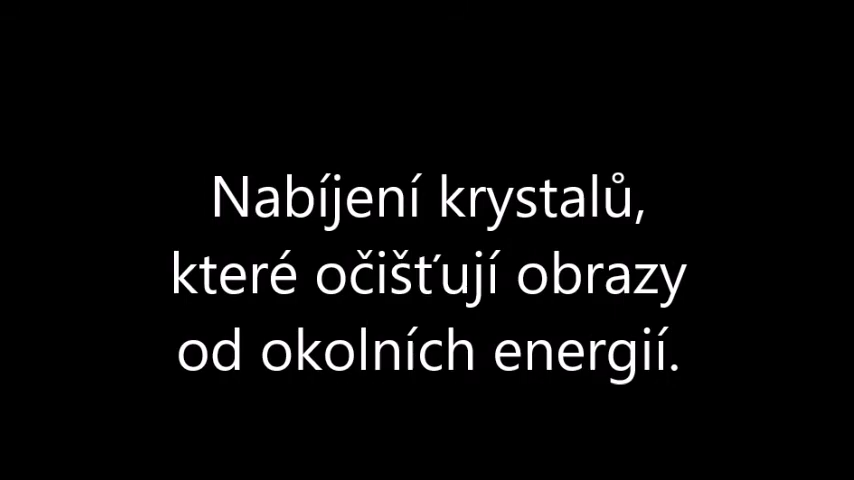 Nabíjení krystalů,
které očišťují obrazy
od okolních energií.